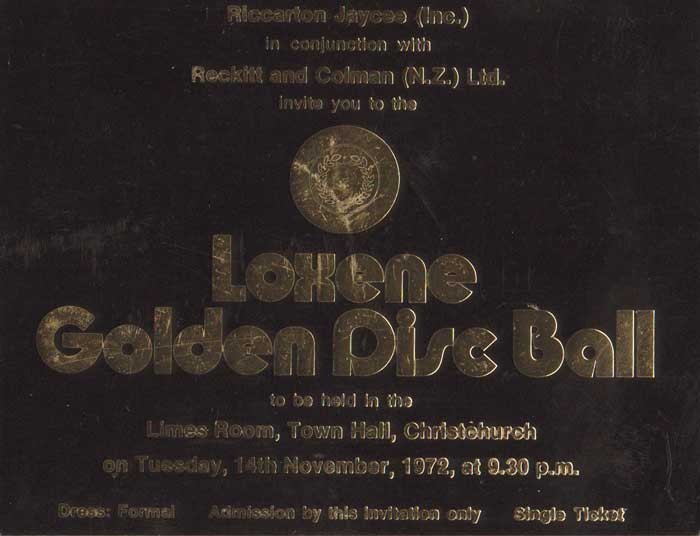 Riccarton Jaycee (Inc.)
in conjunction with
Reckitt and Colman (N.Z.) Ltd.
invite you to the
Loxene
Golden Disc Ball
to be held in the
Limes Room, Town Hall, Christchurch
on Tuesday, 14th November, 1972, at 9.30 p.m.
Dress: Formal Admission by this invitation only Single Ticket